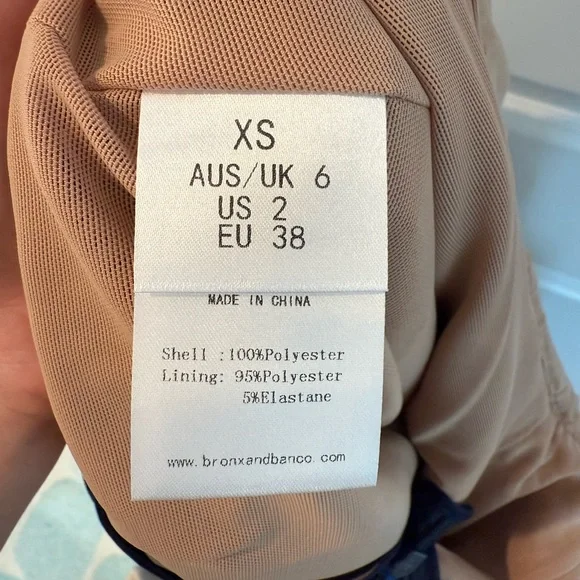 XS
AUS/UK 6
US 2
EU 38
MADE IN CHINA
Shell :100%Polyester
Lining: 95%Polyester
5%Elastane
www.bronxandbanco.com